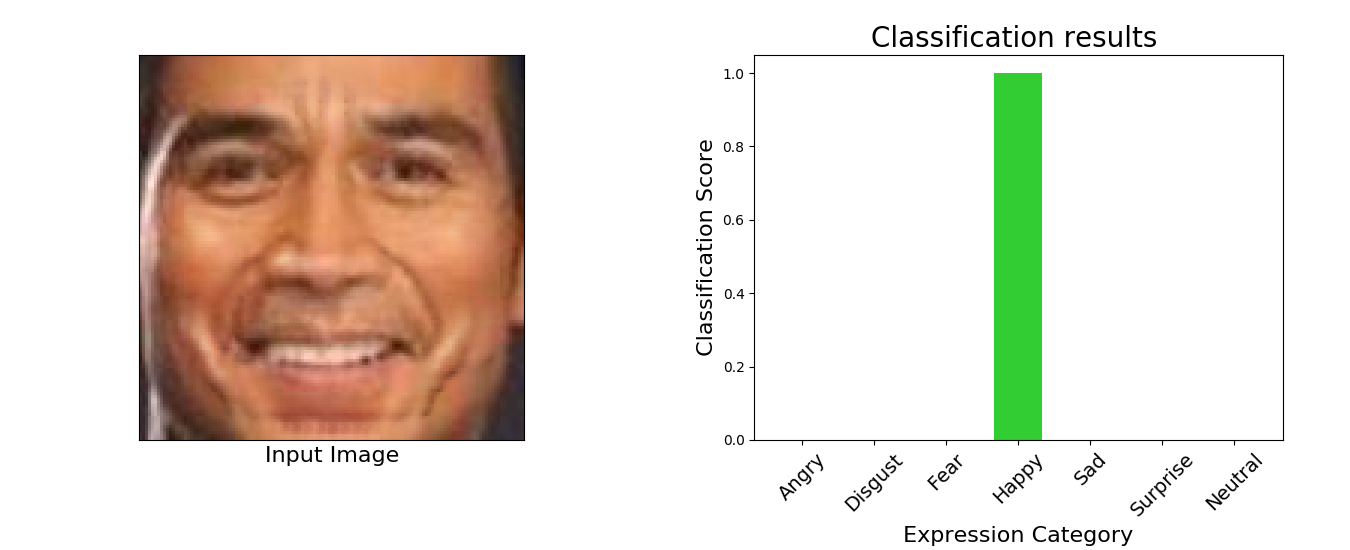 Input Image
Classification results
Classification Score
1.0
0.8
0.6
0.4
0.2
0.0
Angry
Disgust
Fear
Happy
Sad
Surprise
Neutral
Expression Category